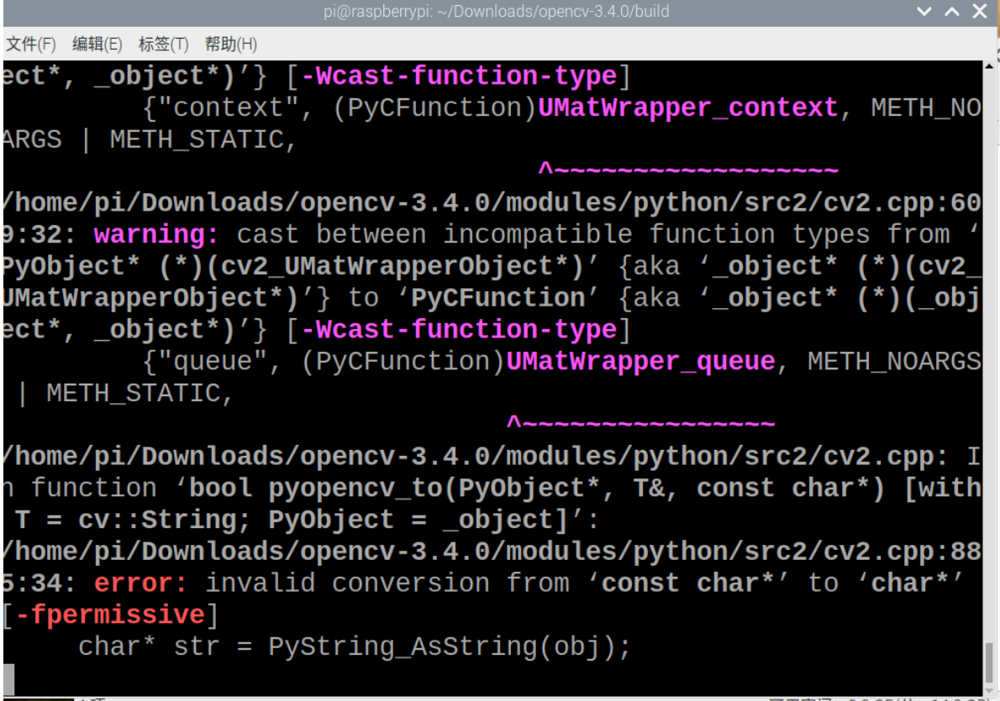 pi@raspberrypi: ~/Downloads/opencv-3.4.0/build
文件(F) 编辑(E) 标签(T) 帮助(H)
ect*, _object*)’} [-Wcast-function-type]
{"context", (PyCFunction)UMatWrapper_context, METH_NO
ARGS | METH_STATIC,
^~~~~~~~~~~~~~~~~~~
/home/pi/Downloads/opencv-3.4.0/modules/python/src2/cv2.cpp:60
9:32: warning: cast between incompatible function types from ‘
PyObject* (*)(cv2_UMatWrapperObject*)’ {aka ‘_object* (*)(cv2_
UMatWrapperObject*)’} to ‘PyCFunction’ {aka ‘_object* (*)(_obj
ect*, _object*)’} [-Wcast-function-type]
{"queue", (PyCFunction)UMatWrapper_queue, METH_NOARGS
| METH_STATIC,
^~~~~~~~~~~~~~~~~
/home/pi/Downloads/opencv-3.4.0/modules/python/src2/cv2.cpp: I
n function ‘bool pyopencv_to(PyObject*, T&, const char*) [with
T = cv::String; PyObject = _object]’:
/home/pi/Downloads/opencv-3.4.0/modules/python/src2/cv2.cpp:88
5:34: error: invalid conversion from ‘const char*’ to ‘char*’
[-fpermissive]
char* str = PyString_AsString(obj);